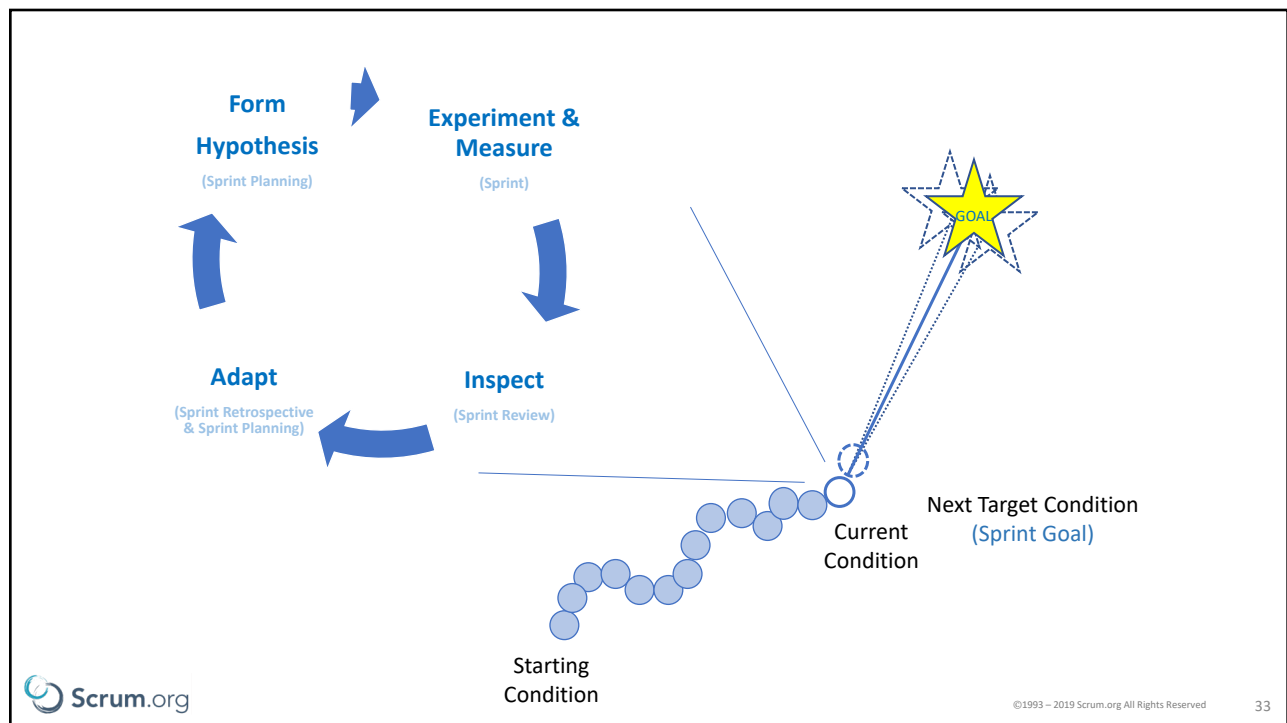 Form
Hypothesis
(Sprint Planning)
Experiment &
Measure
(Sprint)
Adapt
(Sprint Retrospective
& Sprint Planning)
Inspect
(Sprint Review)
GOAL
Next Target Condition
(Sprint Goal)
Current
Condition
Starting
Condition
Scrum.org
©1993 – 2019 Scrum.org All Rights Reserved
33